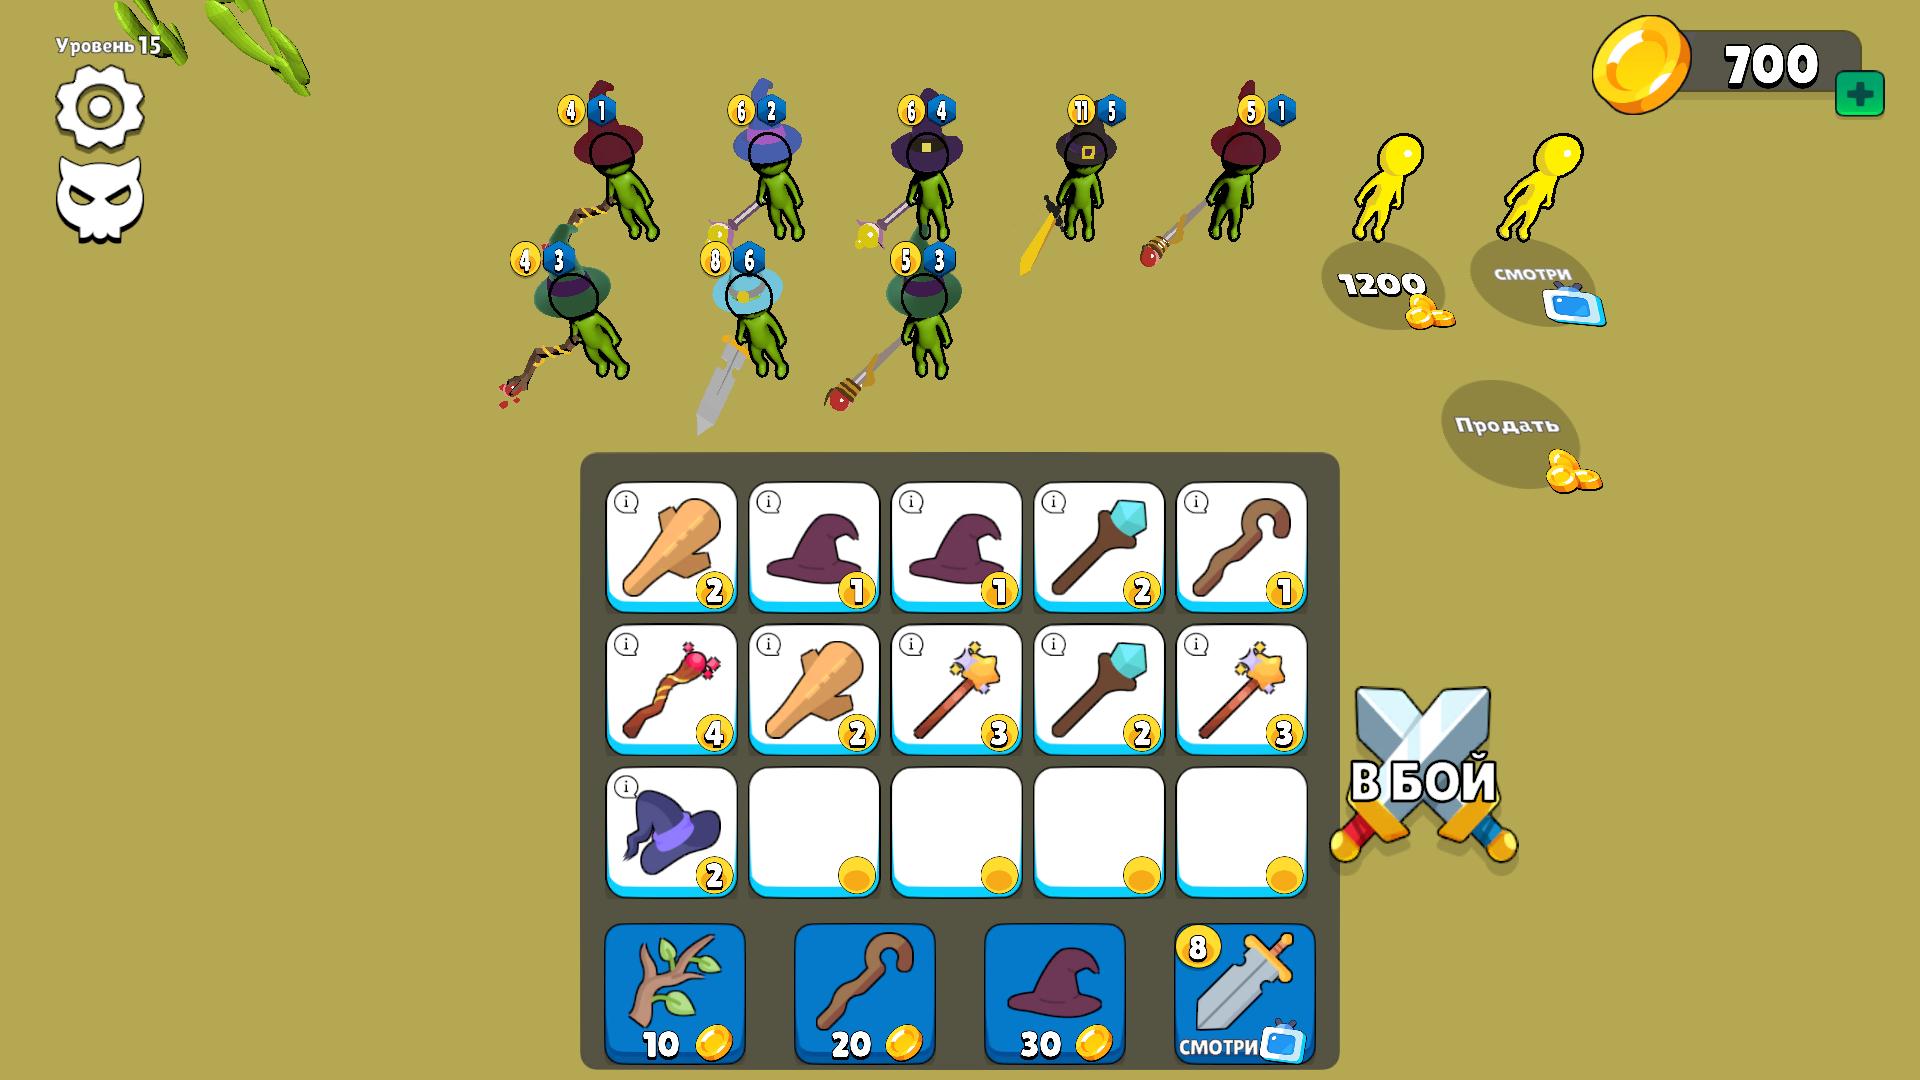 Уровень 15
700
4 1
6 2
6 4
11 5
5 1
4 3
8 6
5 3
1200
СМОТРИ
Продать
i 2
i 1
i 1
i 2
i 1
i 4
i 2
i 3
i 2
i 3
i 2
В БОЙ
10
20
30
8
СМОТРИ